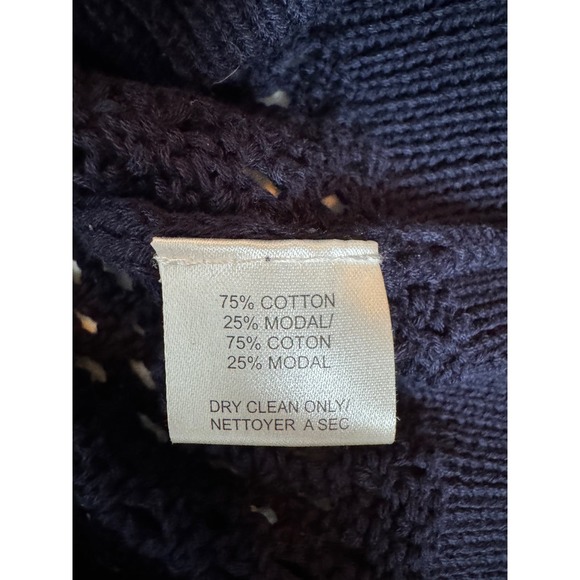 75% COTTON
25% MODAL/
75% COTON
25% MODAL
DRY CLEAN ONLY/
NETTOYER A SEC